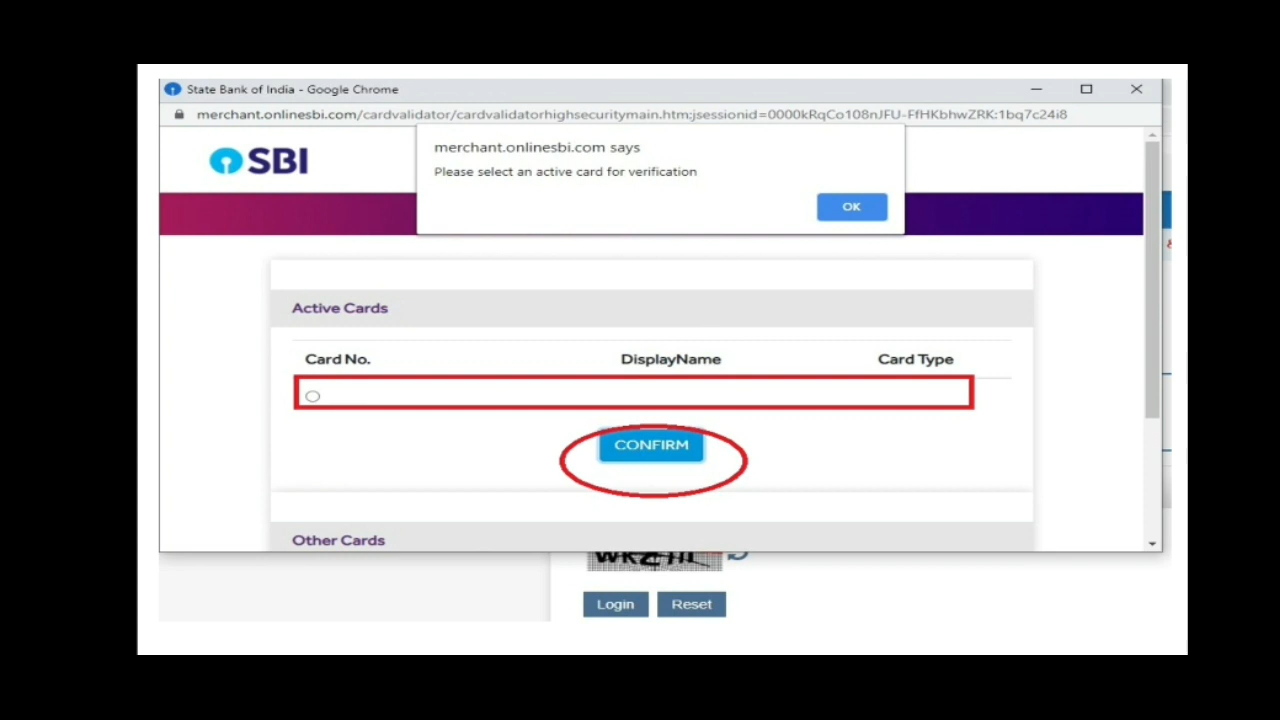 State Bank of India - Google Chrome
merchant.onlinesbi.com/cardvalidator/cardvalidatorhighsecuritymain.htm;jsessionid=0000kRqCo108nJFU-FfHKbhwZRK:1bq7c24i8
SBI
merchant.onlinesbi.com says
Please select an active card for verification
OK
Active Cards
Card No. DisplayName Card Type
CONFIRM
Other Cards
Login Reset